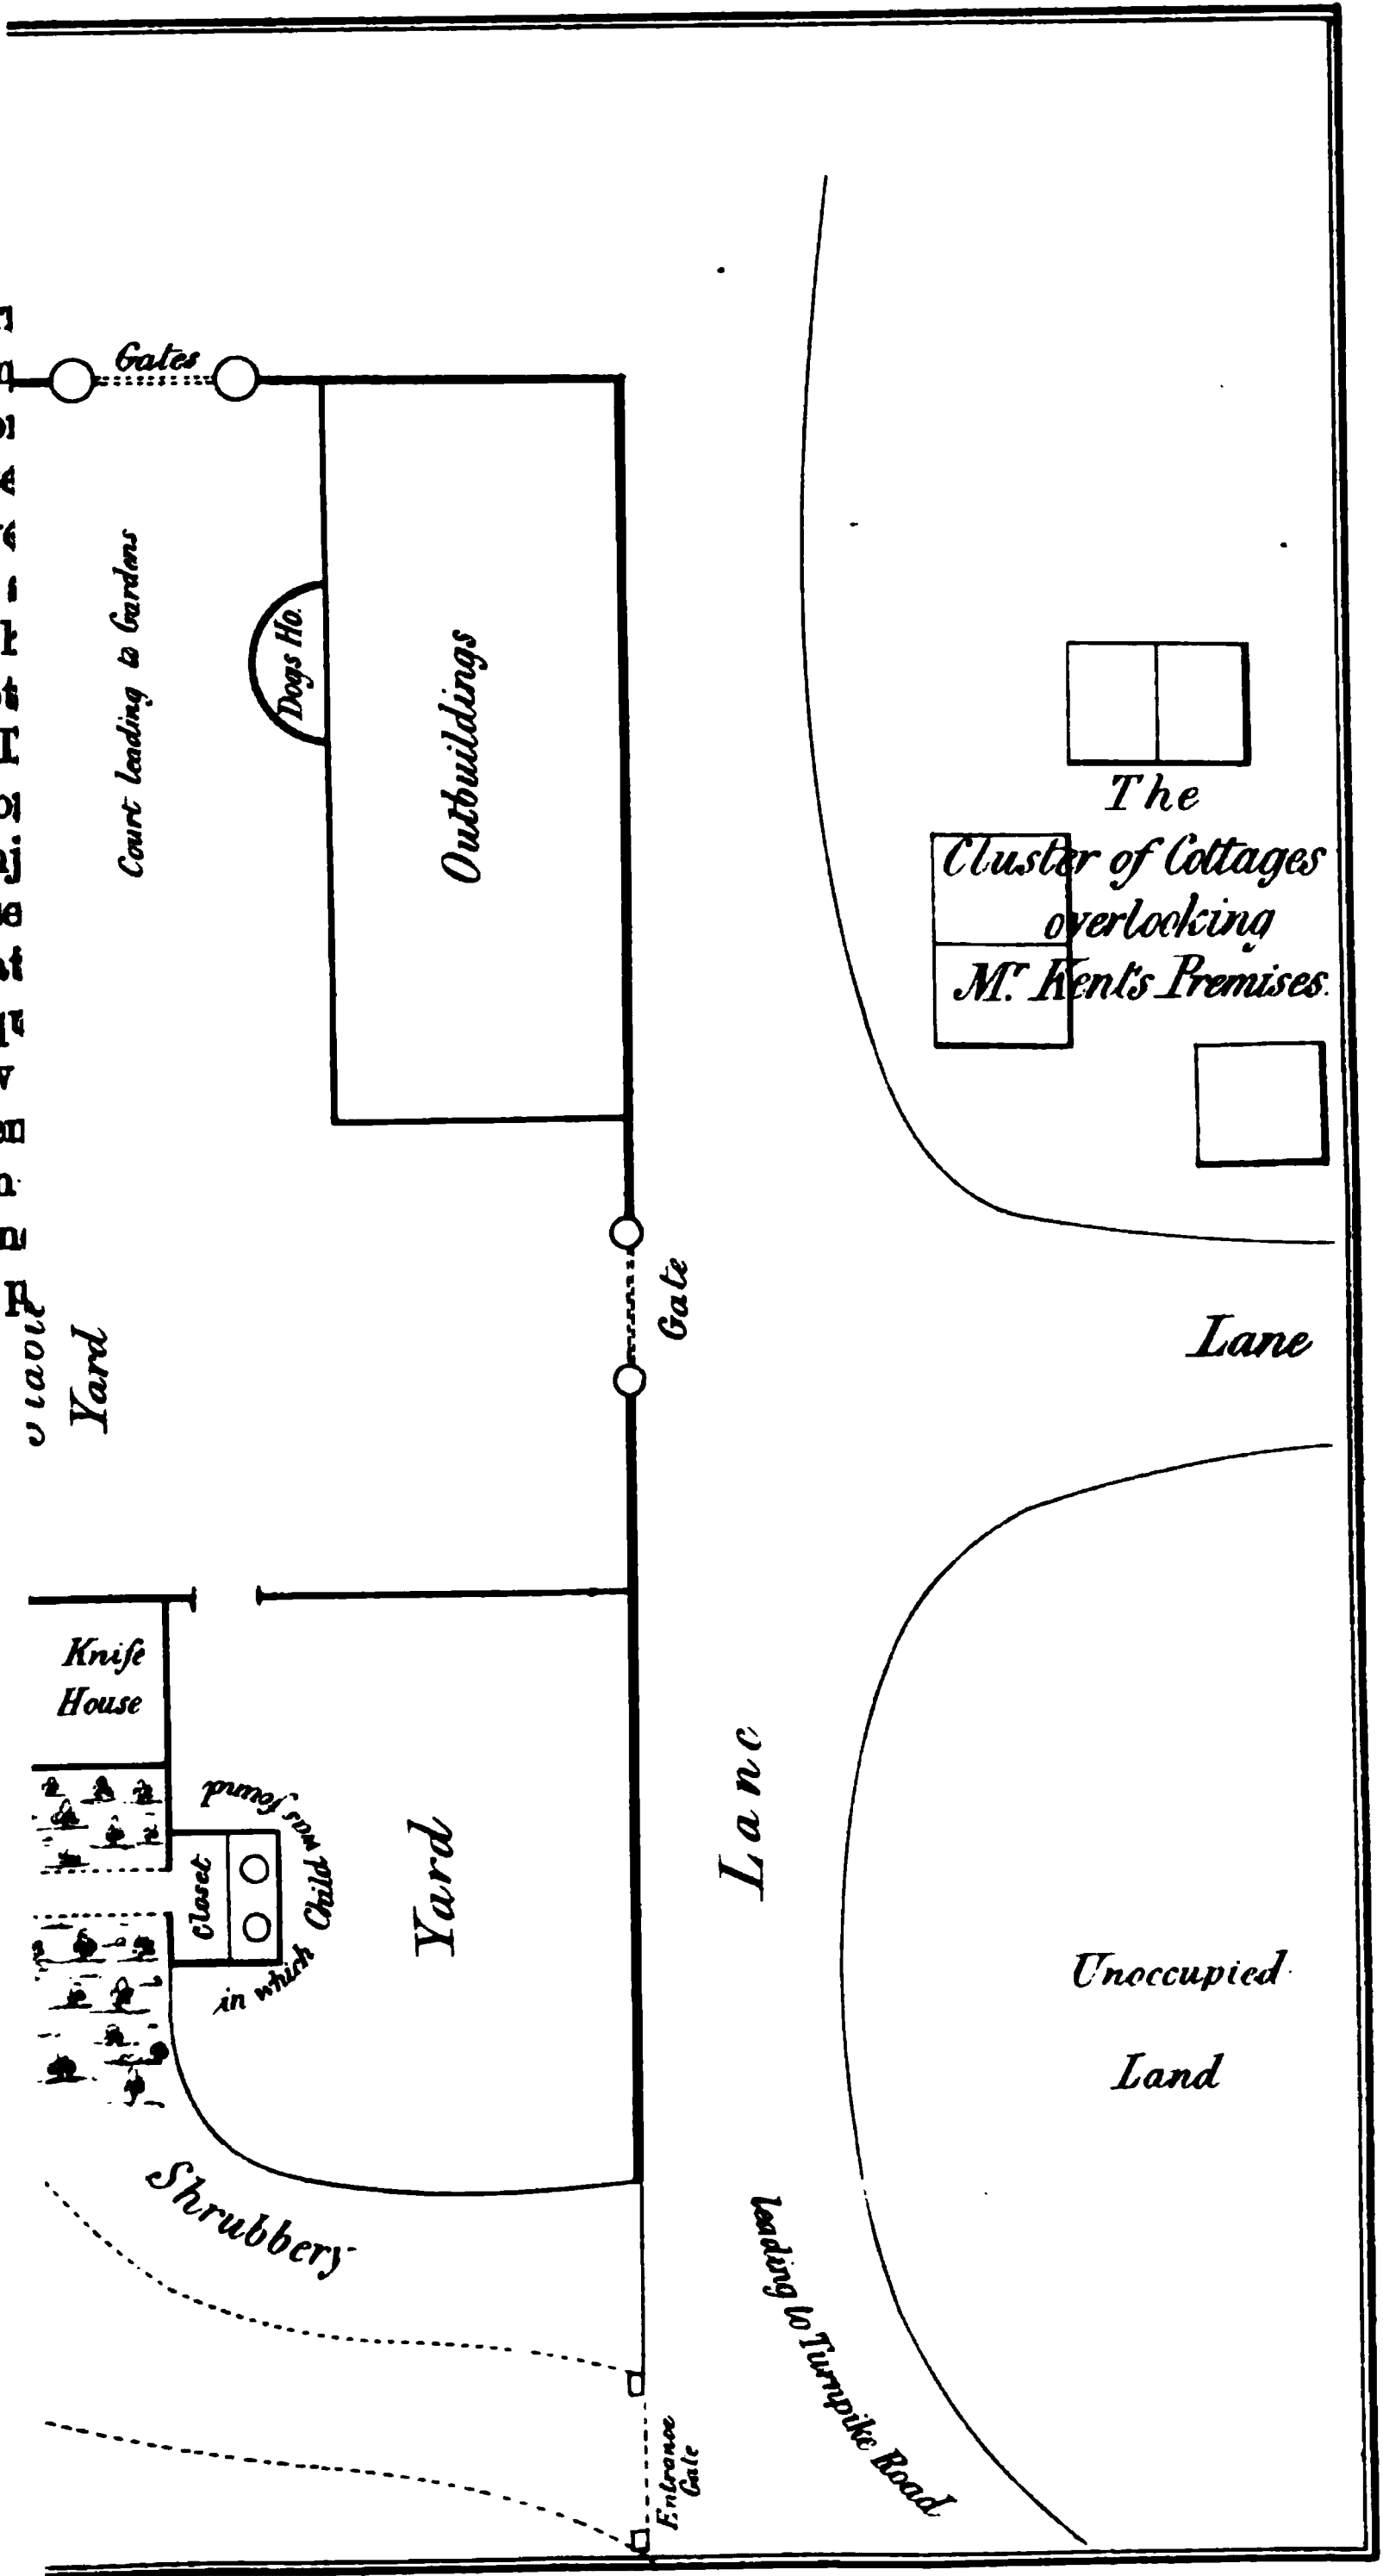 Gates
Court leading to Gardens
Dogs Ho.
Outbuildings
The
Cluster of Cottages
overlooking
Mr. Kent's Premises.
Gate
Lane
Yard
Knife
House
Closet
in which Child was found
Yard
Lane
Unoccupied
Land
Shrubbery
Leading to Turnpike Road
Entrance
Gate